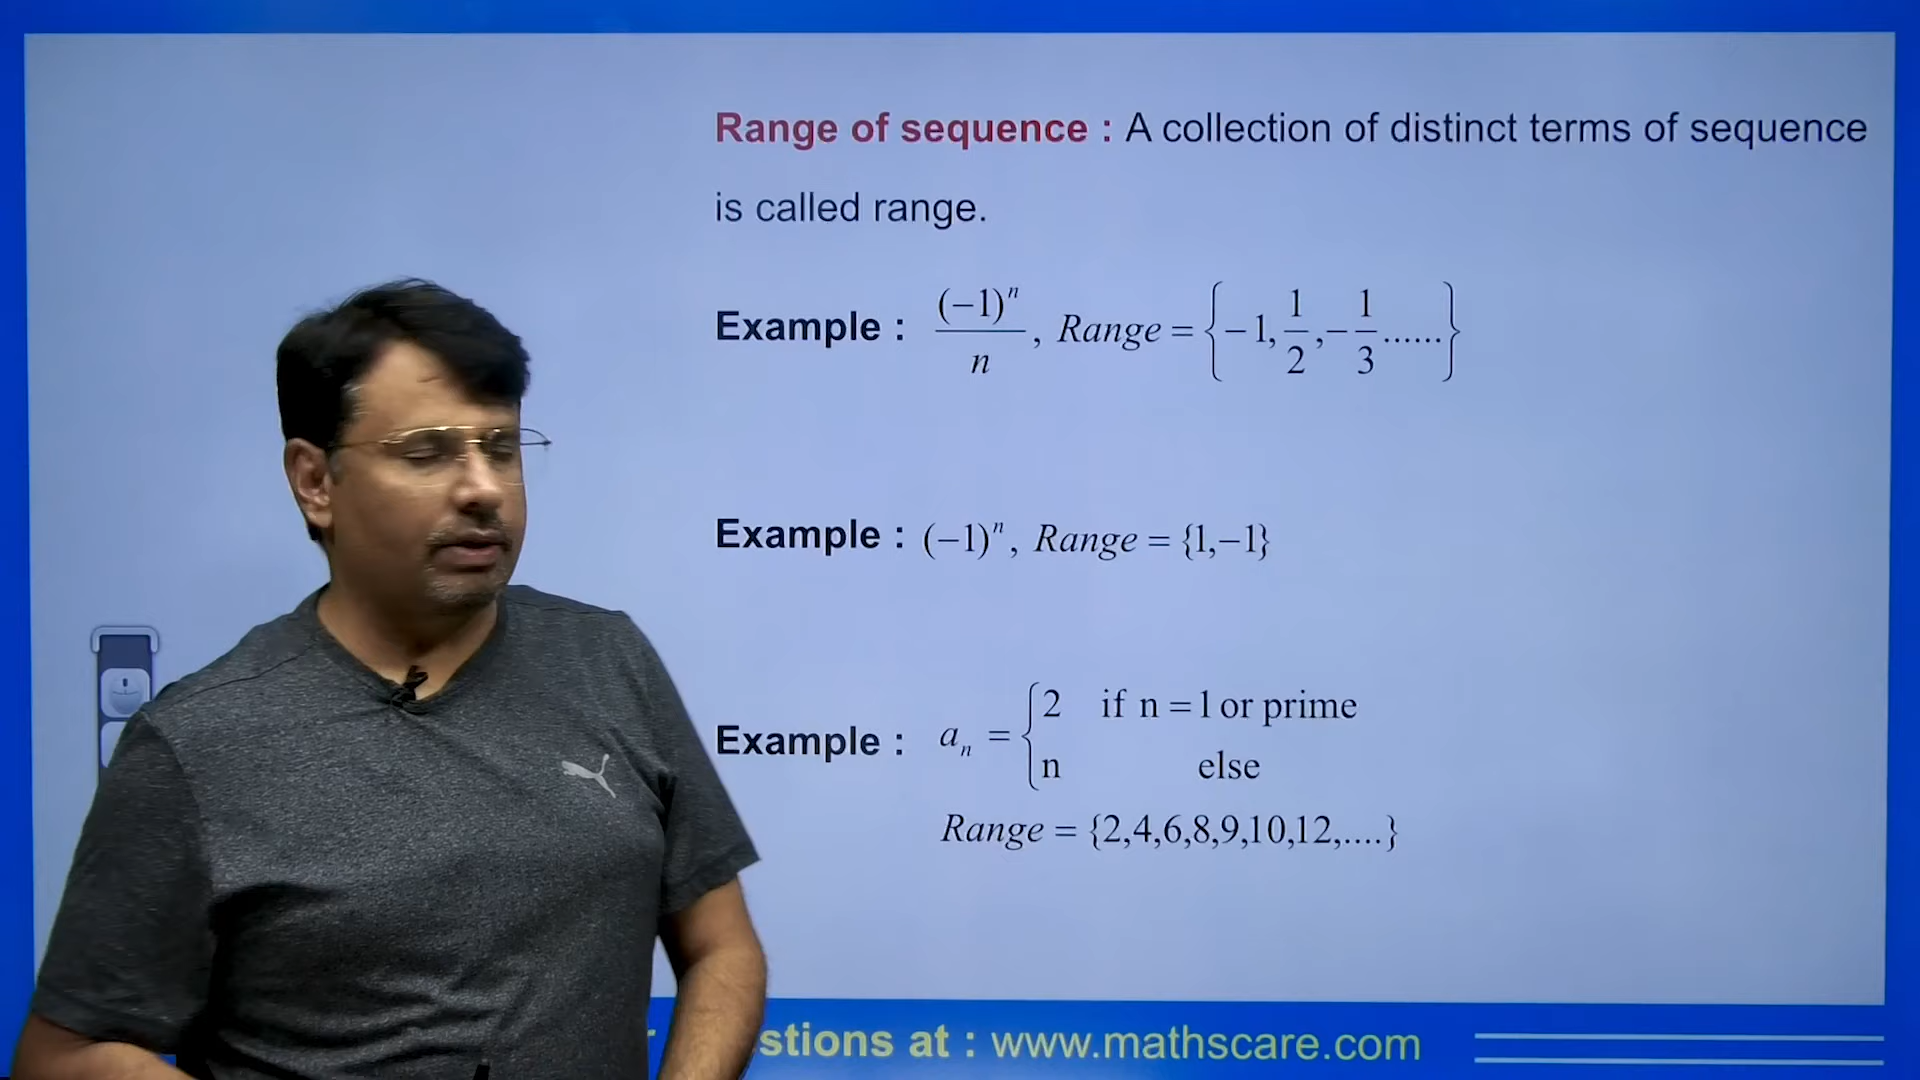 Range of sequence : A collection of distinct terms of sequence
is called range.
Example : (−1)ⁿ/n , Range = {−1, 1/2, −1/3 ......}
Example : (−1)ⁿ, Range = {1,−1}
Example : aₙ = {2 if n = 1 or prime
n else
Range = {2,4,6,8,9,10,12,....}
stions at : www.mathscare.com